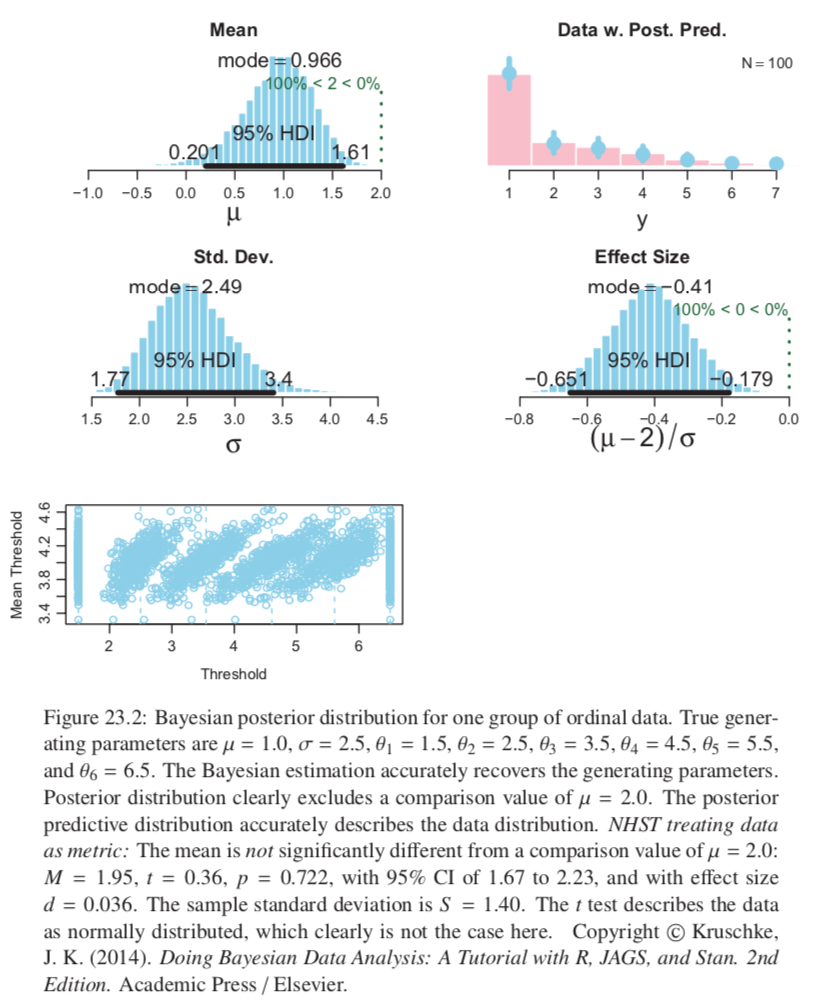 Mean
mode = 0.966
100% < 2 < 0%
95% HDI
0.201
1.61
−1.0 −0.5 0.0 0.5 1.0 1.5 2.0
μ
Data w. Post. Pred.
N = 100
1 2 3 4 5 6 7
y
Std. Dev.
mode = 2.49
95% HDI
1.77
3.4
1.5 2.0 2.5 3.0 3.5 4.0 4.5
σ
Effect Size
mode = −0.41
100% < 0 < 0%
95% HDI
−0.651
−0.179
−0.8 −0.6 −0.4 −0.2 0.0
(μ − 2)/σ
Mean Threshold
3.4 3.8 4.2 4.6
2 3 4 5 6
Threshold
Figure 23.2: Bayesian posterior distribution for one group of ordinal data. True gener-
ating parameters are μ = 1.0, σ = 2.5, θ₁ = 1.5, θ₂ = 2.5, θ₃ = 3.5, θ₄ = 4.5, θ₅ = 5.5,
and θ₆ = 6.5. The Bayesian estimation accurately recovers the generating parameters.
Posterior distribution clearly excludes a comparison value of μ = 2.0. The posterior
predictive distribution accurately describes the data distribution. NHST treating data
as metric: The mean is not significantly different from a comparison value of μ = 2.0:
M = 1.95, t = 0.36, p = 0.722, with 95% CI of 1.67 to 2.23, and with effect size
d = 0.036. The sample standard deviation is S = 1.40. The t test describes the data
as normally distributed, which clearly is not the case here. Copyright © Kruschke,
J. K. (2014). Doing Bayesian Data Analysis: A Tutorial with R, JAGS, and Stan. 2nd
Edition. Academic Press / Elsevier.